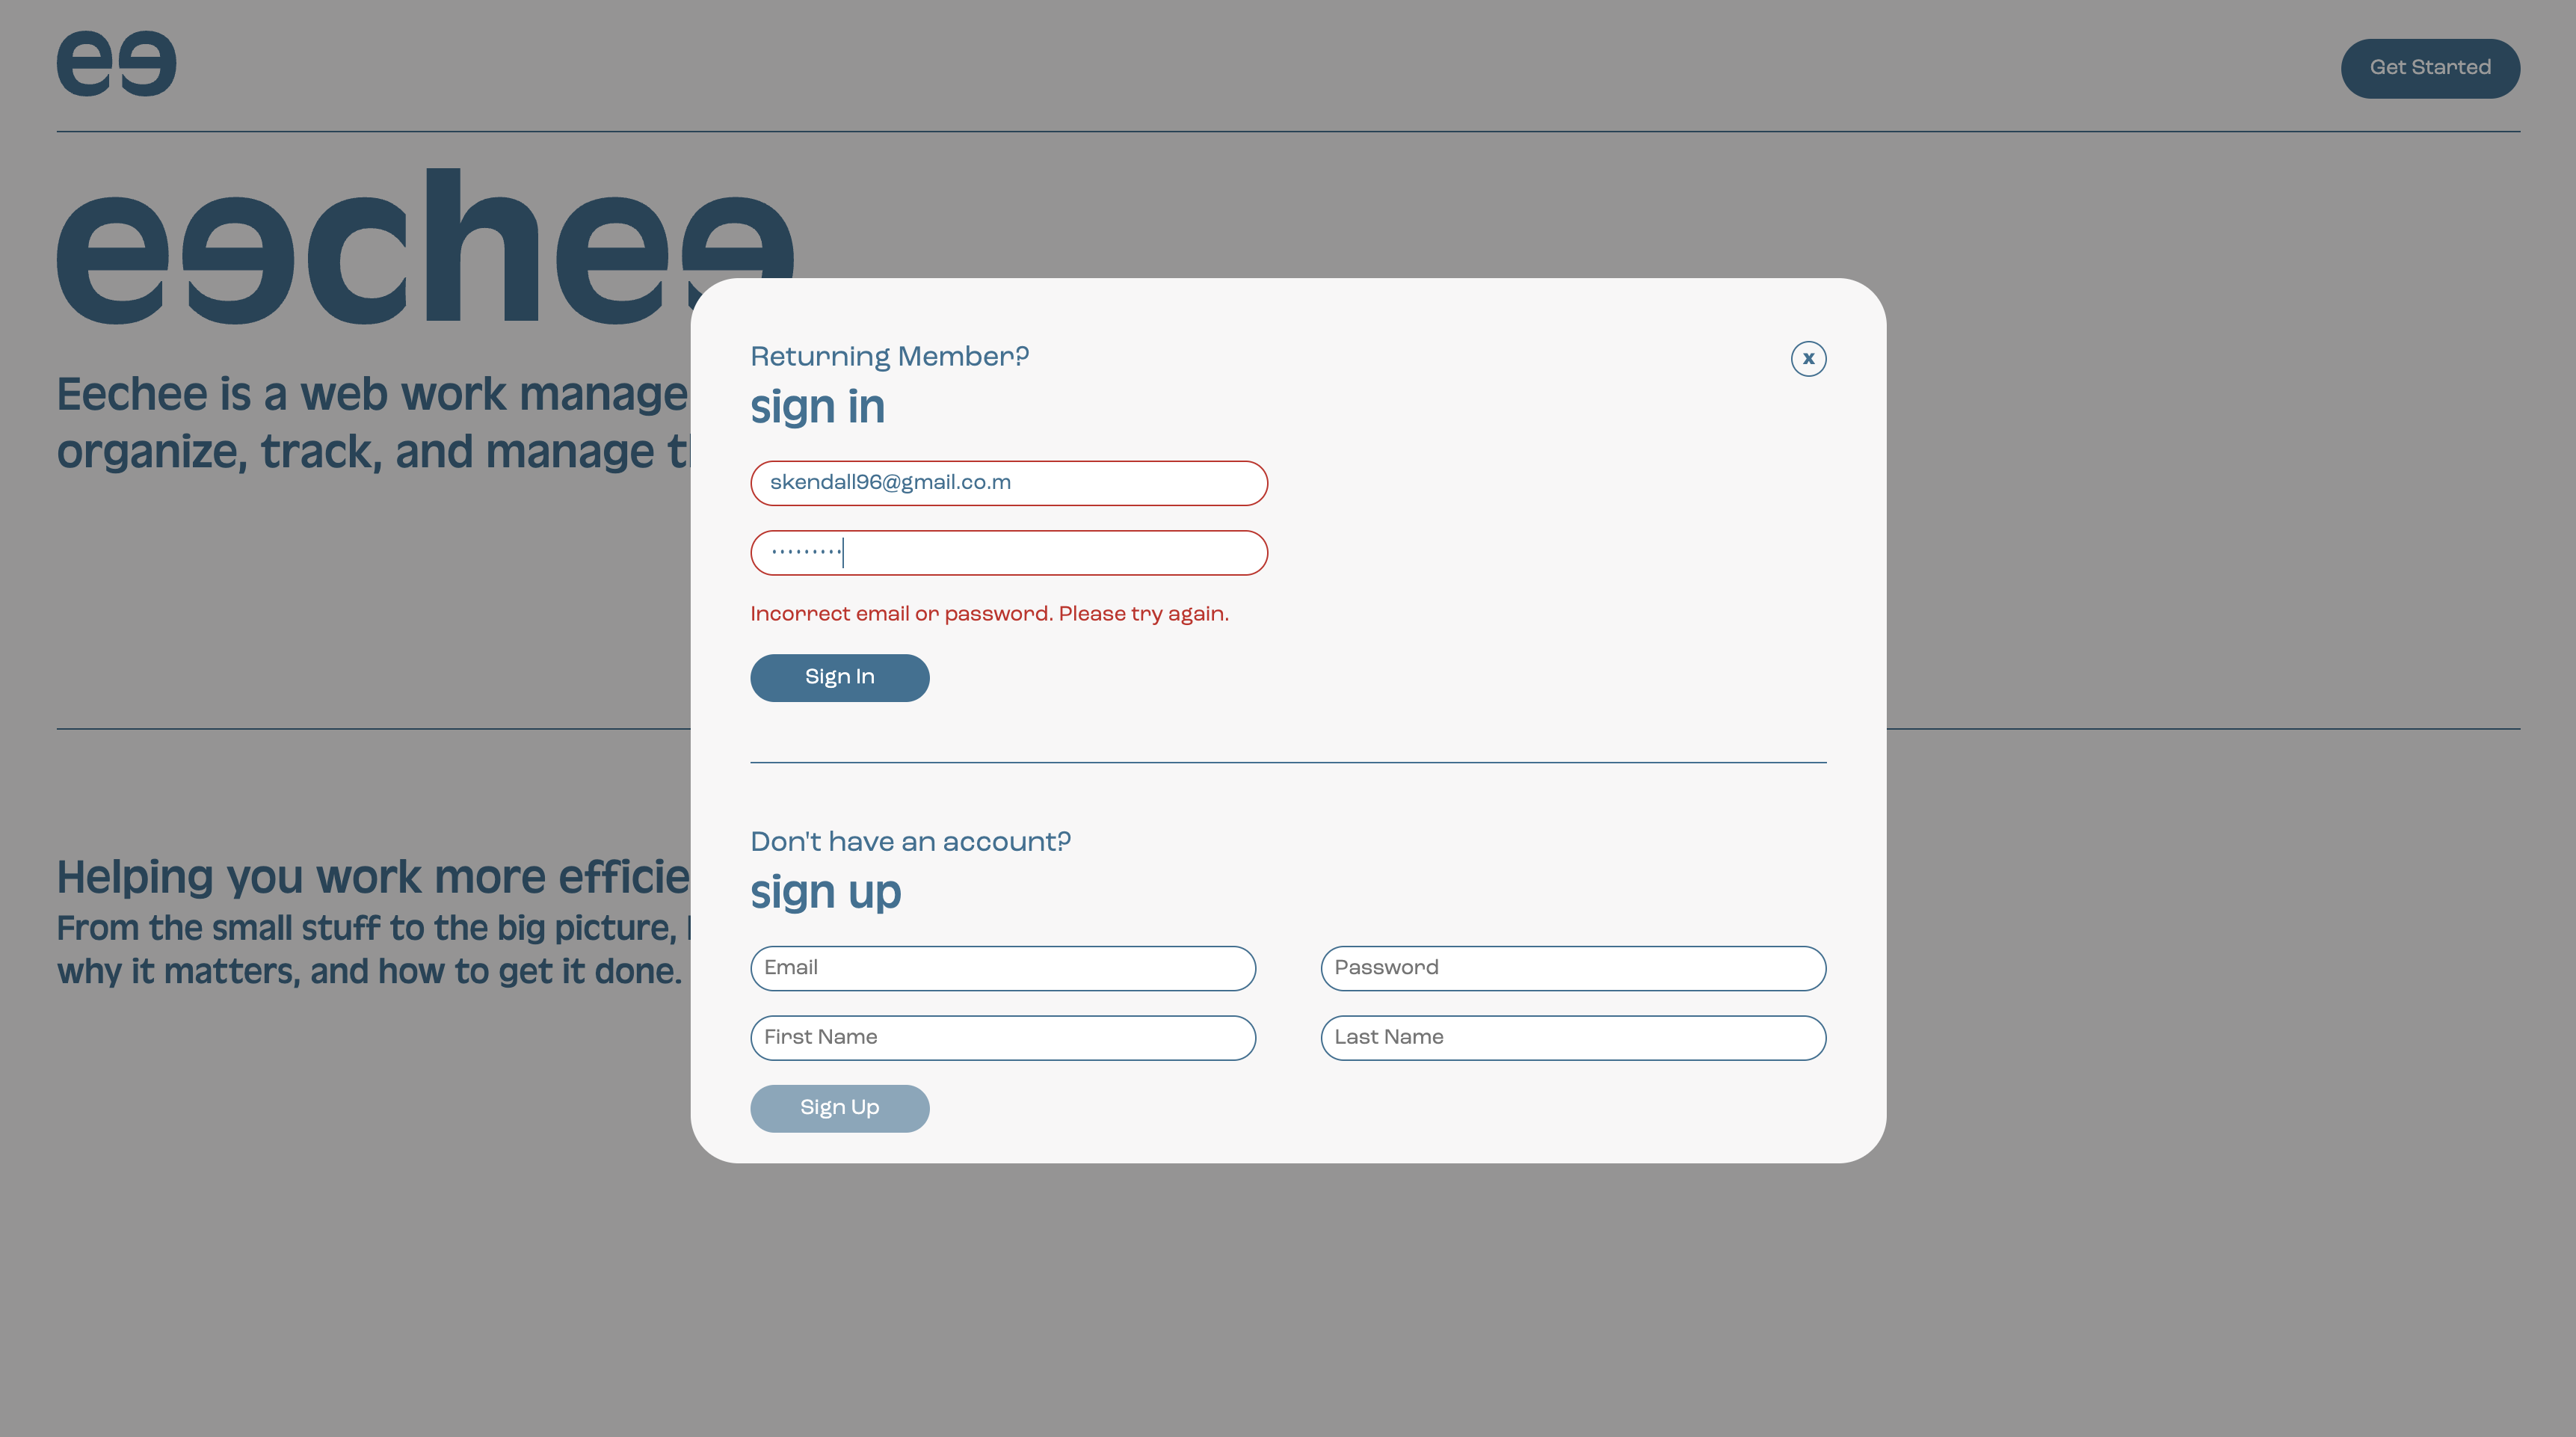 ee
Get Started
eechee
Eechee is a web work manage
organize, track, and manage
Returning Member?
x
sign in
skendall96@gmail.co.m
·········
Incorrect email or password. Please try again.
Sign In
Helping you work more
From the small stuff to the big picture,
why it matters, and how to get it done.
Don't have an account?
sign up
Email
Password
First Name
Last Name
Sign Up